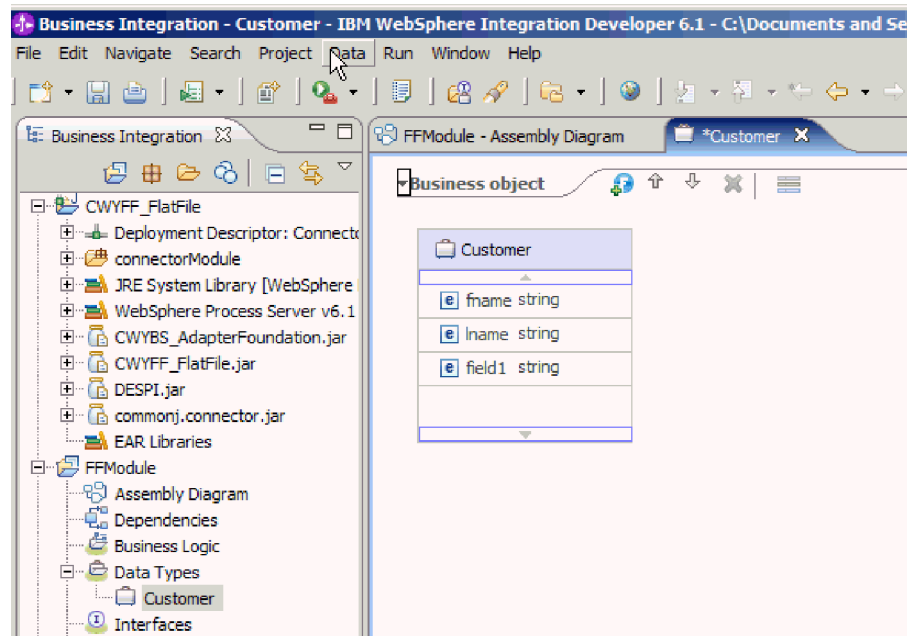 Business Integration - Customer - IBM WebSphere Integration Developer 6.1 - C:\Documents and Se
File Edit Navigate Search Project Data Run Window Help
Business Integration
FFModule - Assembly Diagram
*Customer
Business object
CWYFF_FlatFile
Deployment Descriptor: Connecto
connectorModule
JRE System Library [WebSphere
WebSphere Process Server v6.1
CWYBS_AdapterFoundation.jar
CWYFF_FlatFile.jar
DESPI.jar
commonj.connector.jar
EAR Libraries
FFModule
Assembly Diagram
Dependencies
Business Logic
Data Types
Customer
Interfaces
Customer
e fname string
e lname string
e field1 string